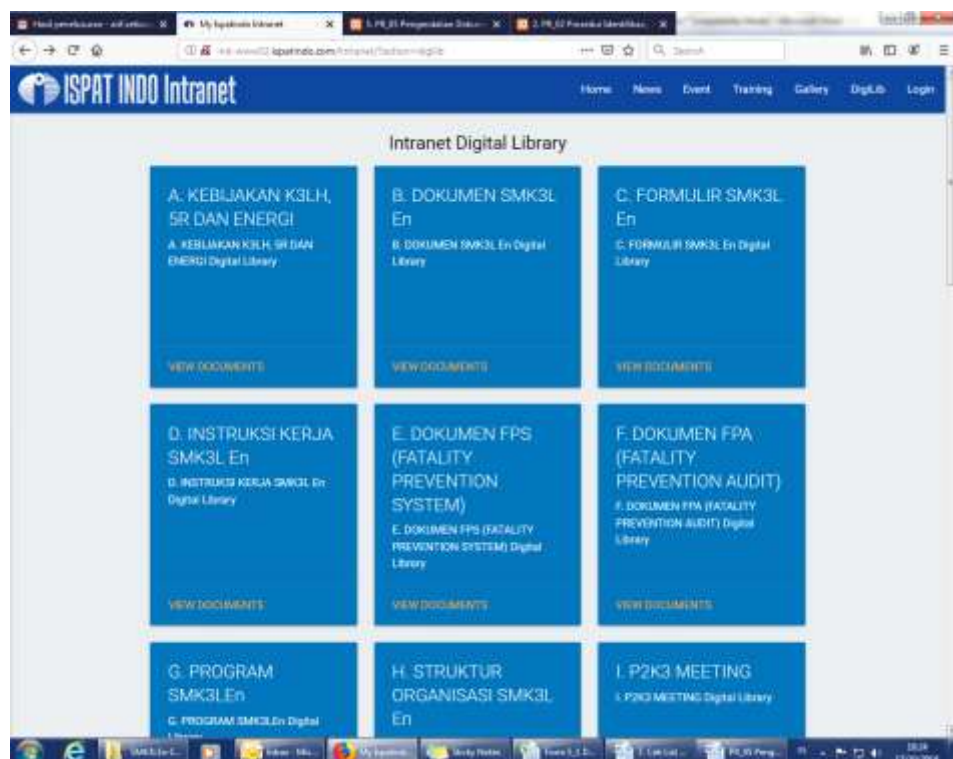 My Ispatindo Intranet
ISPAT INDO Intranet
Home News Event Training Gallery DigiLib Login
Intranet Digital Library
A. KEBIJAKAN K3LH,
5R DAN ENERGI
A. KEBIJAKAN K3LH, 5R DAN
ENERGI Digital Library
VIEW DOCUMENTS
B. DOKUMEN SMK3L
En
B. DOKUMEN SMK3L En Digital
Library
VIEW DOCUMENTS
C. FORMULIR SMK3L
En
C. FORMULIR SMK3L En Digital
Library
VIEW DOCUMENTS
D. INSTRUKSI KERJA
SMK3L En
D. INSTRUKSI KERJA SMK3L En
Digital Library
VIEW DOCUMENTS
E. DOKUMEN FPS
(FATALITY
PREVENTION
SYSTEM)
E. DOKUMEN FPS (FATALITY
PREVENTION SYSTEM) Digital
Library
VIEW DOCUMENTS
F. DOKUMEN FPA
(FATALITY
PREVENTION AUDIT)
F. DOKUMEN FPA (FATALITY
PREVENTION AUDIT) Digital
Library
VIEW DOCUMENTS
G. PROGRAM
SMK3LEn
G. PROGRAM SMK3LEn Digital
H. STRUKTUR
ORGANISASI SMK3L
En
I. P2K3 MEETING
I. P2K3 MEETING Digital Library